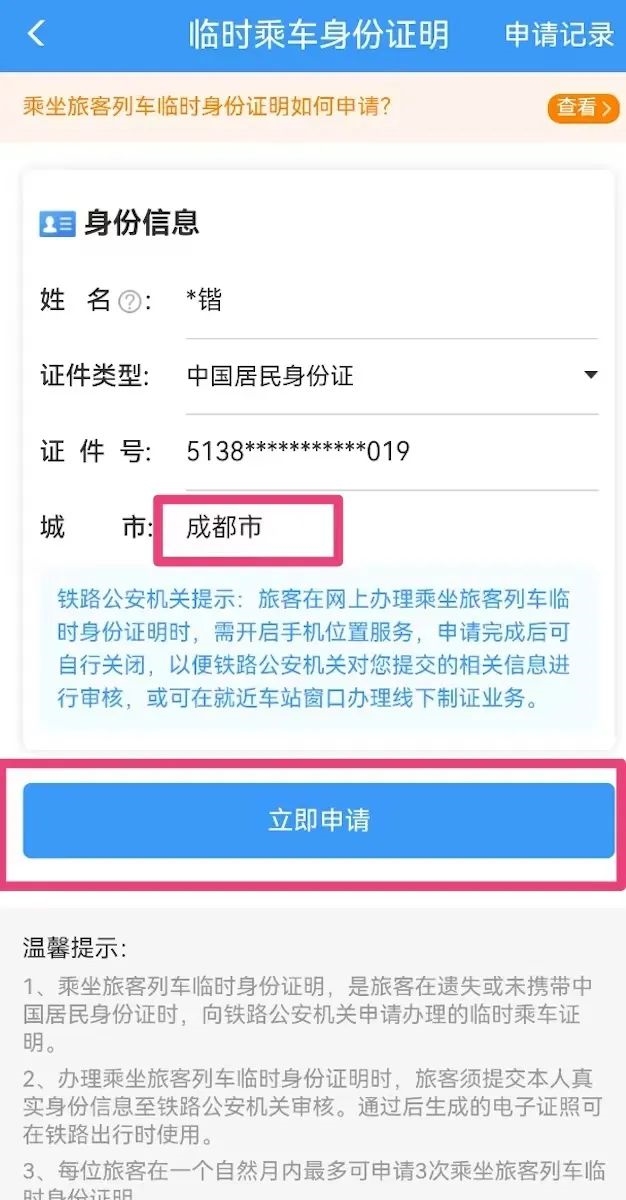 临时乘车身份证明
申请记录
乘坐旅客列车临时身份证明如何申请?
查看
身份信息
姓 名?: *锴
证件类型: 中国居民身份证
证 件 号: 5138***********019
城 市: 成都市
铁路公安机关提示：旅客在网上办理乘坐旅客列车临
时身份证明时，需开启手机位置服务，申请完成后可
自行关闭，以便铁路公安机关对您提交的相关信息进
行审核，或可在就近车站窗口办理线下制证业务。
立即申请
温馨提示:
1、乘坐旅客列车临时身份证明，是旅客在遗失或未携带中
国居民身份证时，向铁路公安机关申请办理的临时乘车证
明。
2、办理乘坐旅客列车临时身份证明时，旅客须提交本人真
实身份信息至铁路公安机关审核。通过后生成的电子证照可
在铁路出行时使用。
3、每位旅客在一个自然月内最多可申请3次乘坐旅客列车临
时身份证明